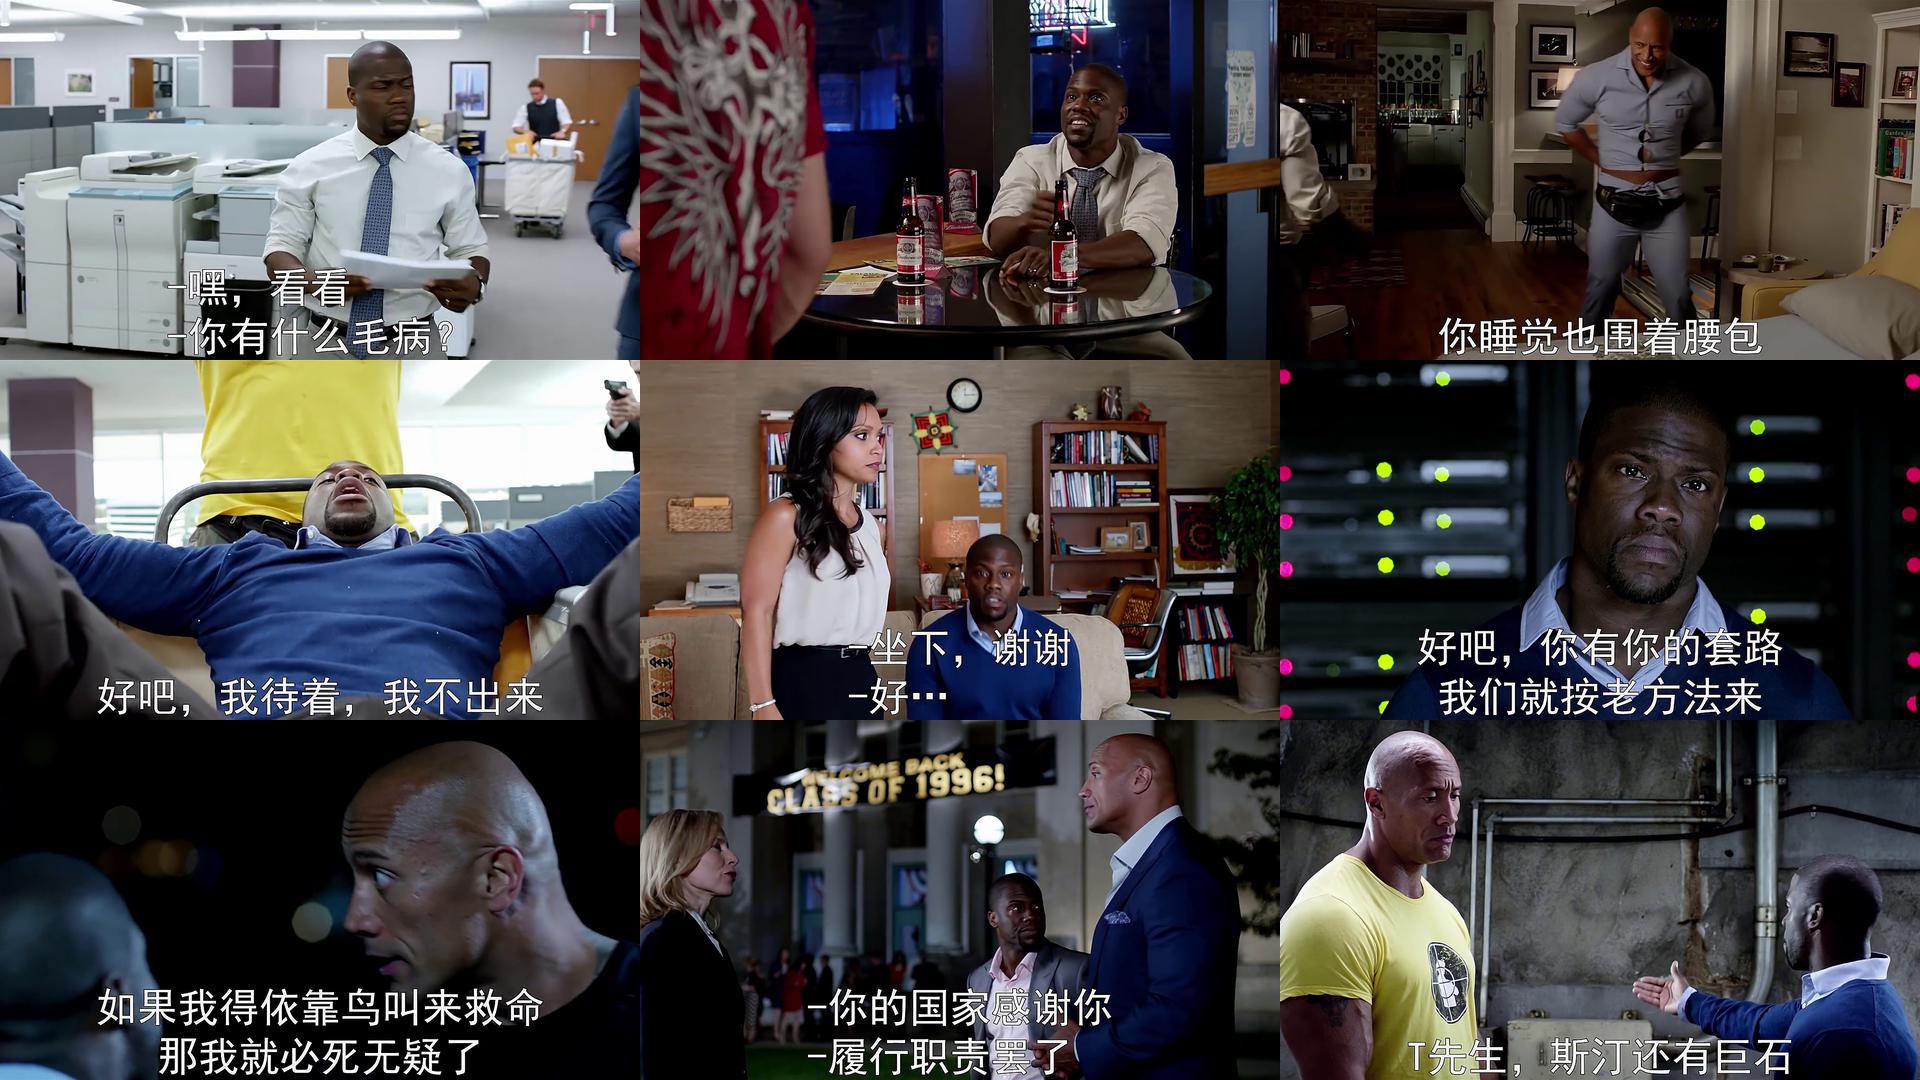 -嘿，看看
-你有什么毛病？
你睡觉也围着腰包
好吧，我待着，我不出来
-坐下，谢谢
-好…
好吧，你有你的套路
我们就按老方法来
如果我得依靠鸟叫来救命
那我就必死无疑了
WELCOME BACK
CLASS OF 1996!
-你的国家感谢你
-履行职责罢了
T先生，斯汀还有巨石